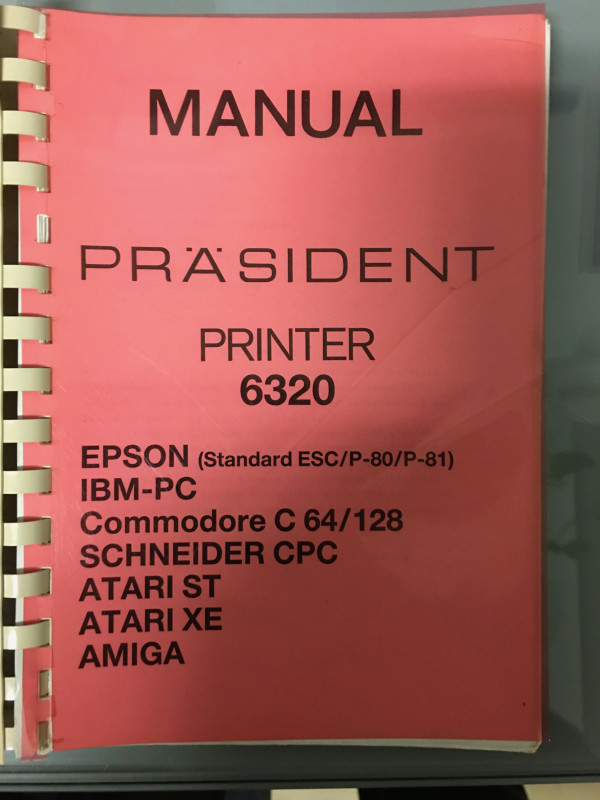 MANUAL
PRÄSIDENT
PRINTER
6320
EPSON (Standard ESC/P-80/P-81)
IBM-PC
Commodore C 64/128
SCHNEIDER CPC
ATARI ST
ATARI XE
AMIGA